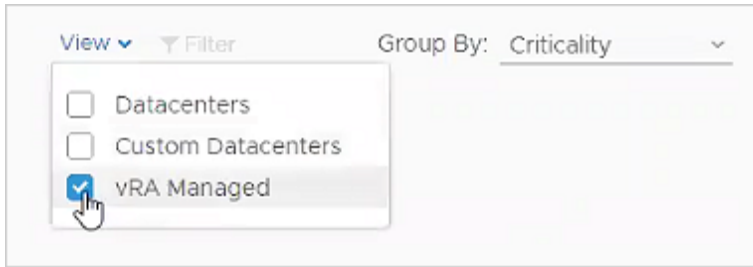 View Filter Group By: Criticality
Datacenters
Custom Datacenters
vRA Managed